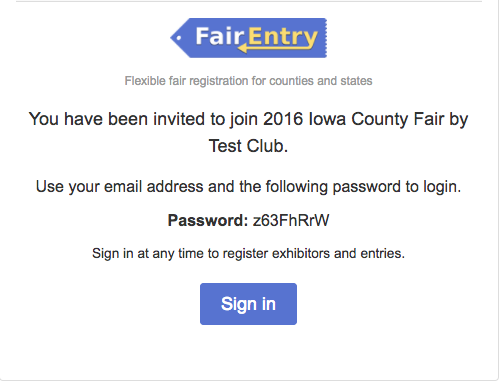 FairEntry
Flexible fair registration for counties and states
You have been invited to join 2016 Iowa County Fair by
Test Club.
Use your email address and the following password to login.
Password: z63FhRrW
Sign in at any time to register exhibitors and entries.
Sign in